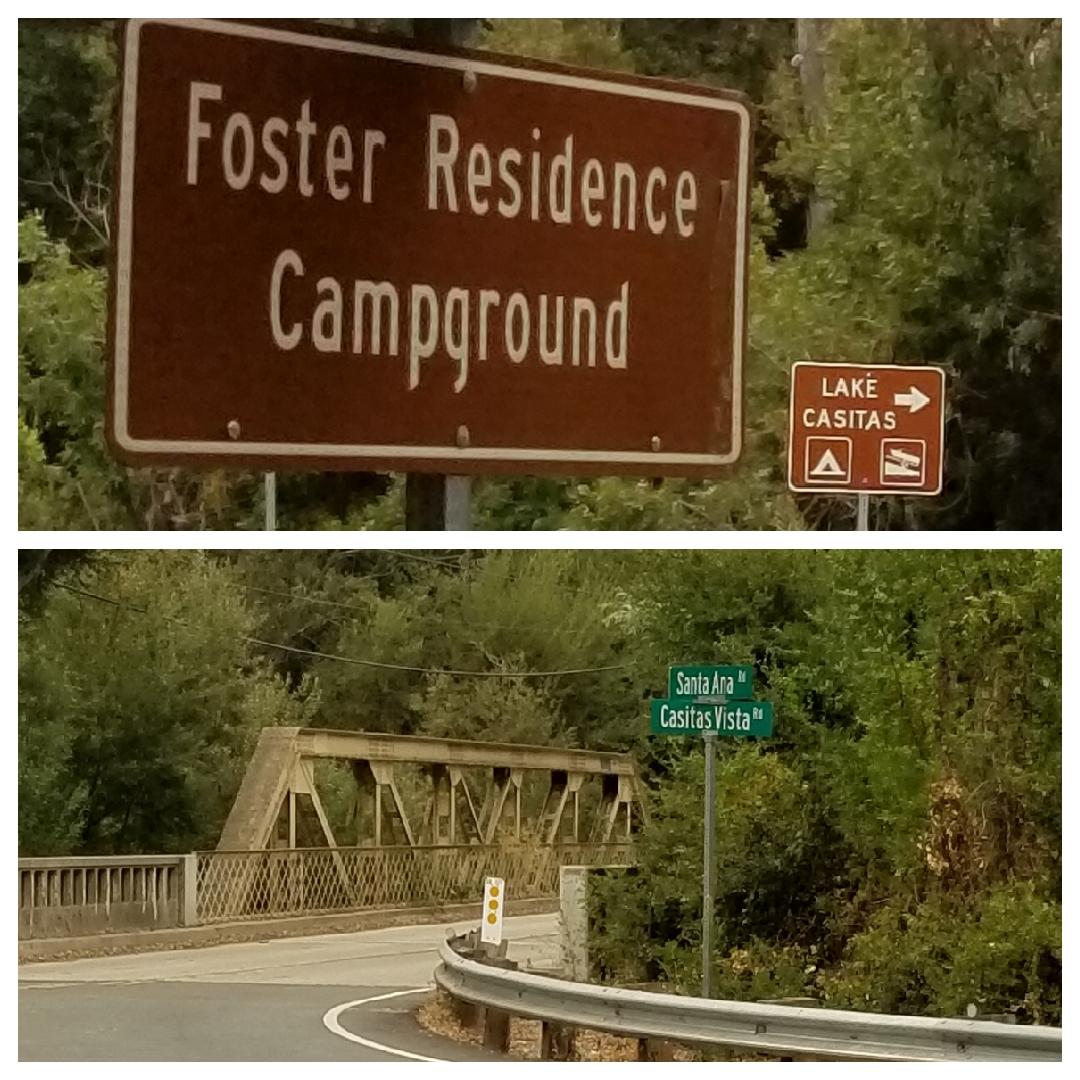 Foster Residence
Campground
LAKE
CASITAS
Santa Ana Rd
Casitas Vista Rd